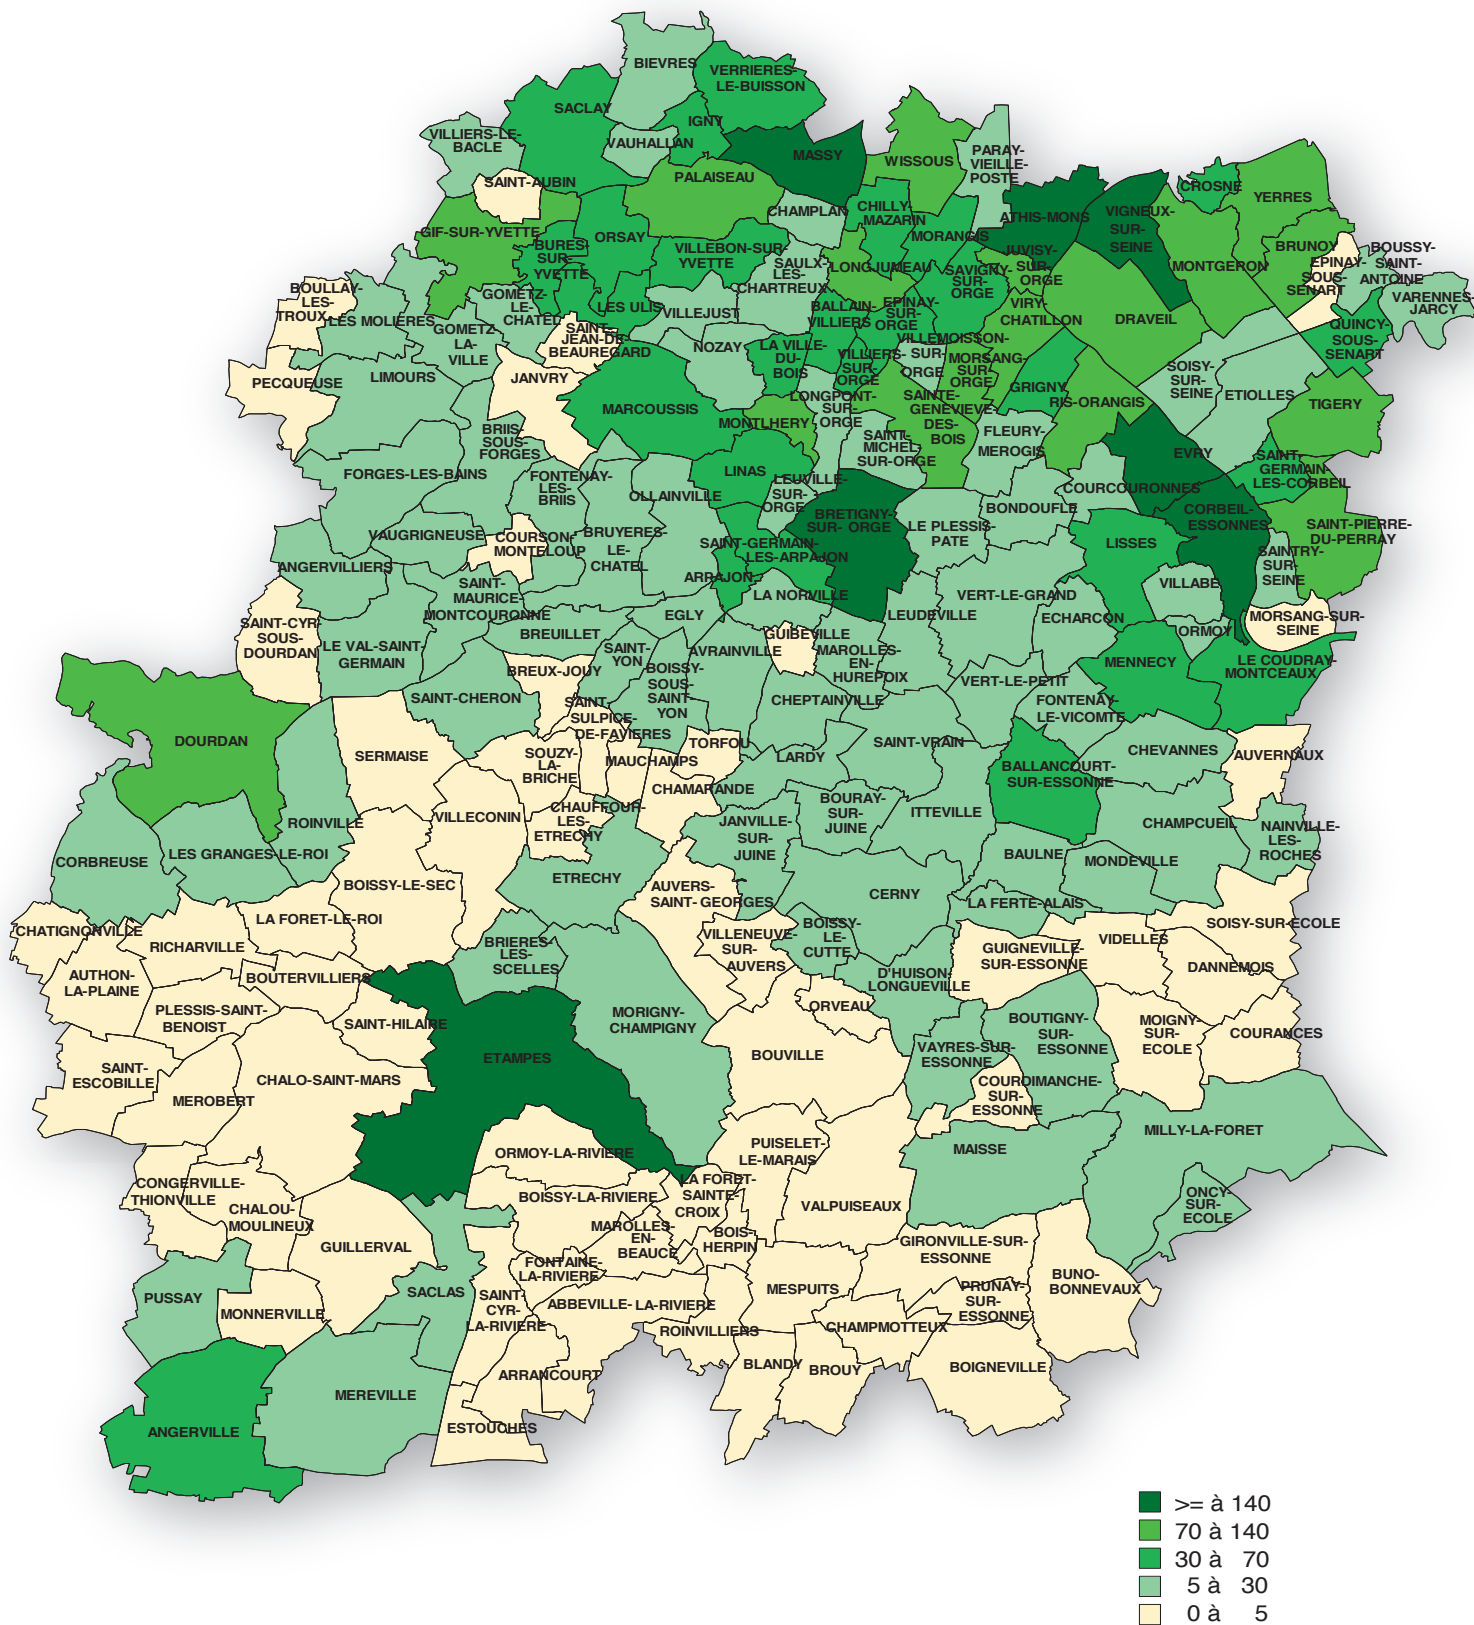 BIEVRES
VERRIERES-
LE-BUISSON
SACLAY
IGNY
VILLIERS-LE-
BACLE
VAUHALLAN
MASSY
WISSOUS
PARAY-
VIEILLE-
POSTE
SAINT-AUBIN
PALAISEAU
CROSNE
YERRES
CHAMPLAN
CHILLY-
MAZARIN
ATHIS-MONS
VIGNEUX-
SUR-
SEINE
GIF-SUR-YVETTE
ORSAY
MORANGIS
BURES-
SUR-
YVETTE
VILLEBON-SUR-
YVETTE
JUVISY-
SUR-
ORGE
BRUNOY
BOUSSY-
SAINT-
ANTOINE
EPINAY-
SOUS-
SENART
SAULX-
LES-
CHARTREUX
LONGJUMEAU
SAVIGNY-
SUR-
ORGE
MONTGERON
BOULLAY-
LES-
TROUX
GOMETZ-
LE-
CHATEL
LES ULIS
VARENNES-
JARCY
LES MOLIERES
VILLEJUST
BALLAIN-
VILLIERS
EPINAY-
SUR-
ORGE
VIRY-
CHATILLON
DRAVEIL
QUINCY-
SOUS-
SENART
GOMETZ-
LA-
VILLE
SAINT-
JEAN-DE-
BEAUREGARD
NOZAY
LA VILLE-
DU-
BOIS
VILLIERS-
SUR-
ORGE
VILLEMOISSON-
SUR-
ORGE
MORSANG-
SUR-
ORGE
SOISY-
SUR-
SEINE
PECQUEUSE
LIMOURS
JANVRY
GRIGNY
ETIOLLES
TIGERY
MARCOUSSIS
LONGPONT-
SUR-
ORGE
SAINTE-
GENEVIEVE-
DES-
BOIS
RIS-ORANGIS
MONTLHERY
BRIIS-
SOUS-
FORGES
SAINT-
MICHEL-
SUR-ORGE
FLEURY-
MEROGIS
EVRY
SAINT-
GERMAIN-
LES-CORBEIL
FORGES-LES-BAINS
FONTENAY-
LES-
BRIIS
LINAS
LEUVILLE-
SUR-
ORGE
COURCOURONNES
OLLAINVILLE
BRETIGNY-
SUR- ORGE
BONDOUFLE
CORBEIL-
ESSONNES
LE PLESSIS-
PATE
SAINT-PIERRE-
DU-PERRAY
VAUGRIGNEUSE
COURSON-
MONTELOUP
BRUYERES-
LE-
CHATEL
SAINT-GERMAIN-
LES-ARPAJON
LISSES
SAINTRY-
SUR-
SEINE
ANGERVILLIERS
ARPAJON
VILLABE
SAINT-
MAURICE-
MONTCOURONNE
LA NORVILLE
VERT-LE-GRAND
EGLY
LEUDEVILLE
ECHARCON
MORSANG-SUR-
SEINE
SAINT-CYR-
SOUS-
DOURDAN
BREUILLET
GUIBEVILLE
ORMOY
LE VAL-SAINT-
GERMAIN
SAINT-
YON
AVRAINVILLE
MAROLLES-
EN-
HUREPOIX
MENNECY
LE COUDRAY-
MONTCEAUX
BREUX-JOUY
BOISSY-
SOUS-
SAINT-
YON
VERT-LE-PETIT
SAINT-CHERON
CHEPTAINVILLE
FONTENAY-
LE-VICOMTE
SAINT-
SULPICE-
DE-FAVIERES
DOURDAN
SERMAISE
SOUZY-
LA-
BRICHE
MAUCHAMPS
TORFOU
LARDY
SAINT-VRAIN
CHEVANNES
AUVERNAUX
BALLANCOURT-
SUR-ESSONNE
CHAMARANDE
ROINVILLE
VILLECONIN
CHAUFFOUR-
LES-
ETRECHY
JANVILLE-
SUR-
JUINE
BOURAY-
SUR-
JUINE
ITTEVILLE
CHAMPCUEIL
NAINVILLE-
LES-
ROCHES
CORBREUSE
LES GRANGES-LE-ROI
BAULNE
MONDEVILLE
BOISSY-LE-SEC
ETRECHY
AUVERS-
SAINT- GEORGES
CERNY
LA FERTE-ALAIS
CHATIGNONVILLE
LA FORET-LE-ROI
SOISY-SUR-ECOLE
RICHARVILLE
BRIERES-
LES-
SCELLES
VILLENEUVE-
SUR-
AUVERS
BOISSY-
LE-
CUTTE
GUIGNEVILLE-
SUR-ESSONNE
VIDELLES
AUTHON-
LA-PLAINE
BOUTERVILLIERS
DANNEMOIS
D'HUISON-
LONGUEVILLE
PLESSIS-SAINT-
BENOIST
SAINT-HILAIRE
MORIGNY-
CHAMPIGNY
ORVEAU
BOUTIGNY-
SUR-
ESSONNE
MOIGNY-
SUR-
ECOLE
COURANCES
ETAMPES
BOUVILLE
VAYRES-SUR-
ESSONNE
SAINT-
ESCOBILLE
CHALO-SAINT-MARS
COURDIMANCHE-
SUR-
ESSONNE
MEROBERT
MILLY-LA-FORET
ORMOY-LA-RIVIERE
PUISELET-
LE-MARAIS
MAISSE
CONGERVILLE-
THIONVILLE
BOISSY-LA-RIVIERE
LA FORET-
SAINTE-
CROIX
VALPUISEAUX
ONCY-
SUR-
ECOLE
CHALOU-
MOULINEUX
MAROLLES-
EN-
BEAUCE
BOIS-
HERPIN
GUILLERVAL
GIRONVILLE-SUR-
ESSONNE
FONTAINE-
LA-RIVIERE
BUNO-
BONNEVAUX
PUSSAY
MONNERVILLE
SACLAS
SAINT-
CYR-
LA-RIVIERE
ABBEVILLE- LA-RIVIERE
MESPUITS
PRUNAY-
SUR-
ESSONNE
ROINVILLIERS
CHAMPMOTTEUX
BLANDY
BROUY
BOIGNEVILLE
ARRANCOURT
MEREVILLE
ANGERVILLE
ESTOUCHES
>= à 140
70 à 140
30 à 70
5 à 30
0 à 5